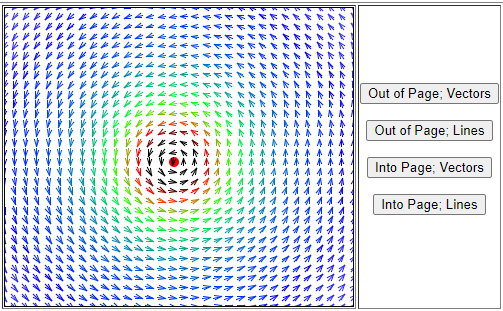 Out of Page; Vectors
Out of Page; Lines
Into Page; Vectors
Into Page; Lines